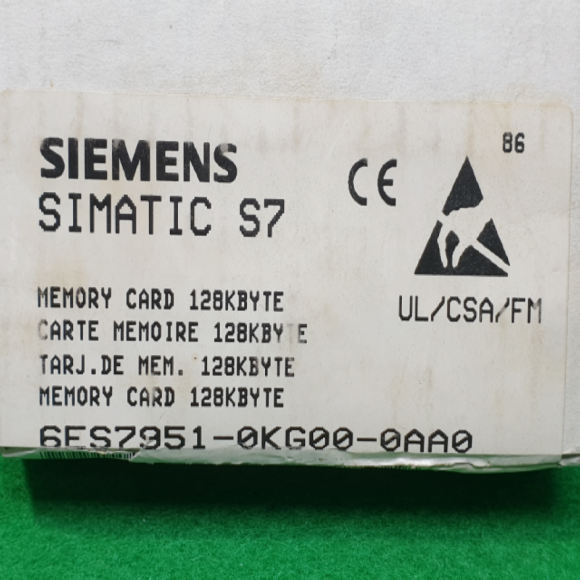 86
SIEMENS
SIMATIC S7
CE
UL/CSA/FM
MEMORY CARD 128KBYTE
CARTE MEMOIRE 128KBYTE
TARJ.DE MEM. 128KBYTE
MEMORY CARD 128KBYTE
6ES7951-0KG00-0AA0